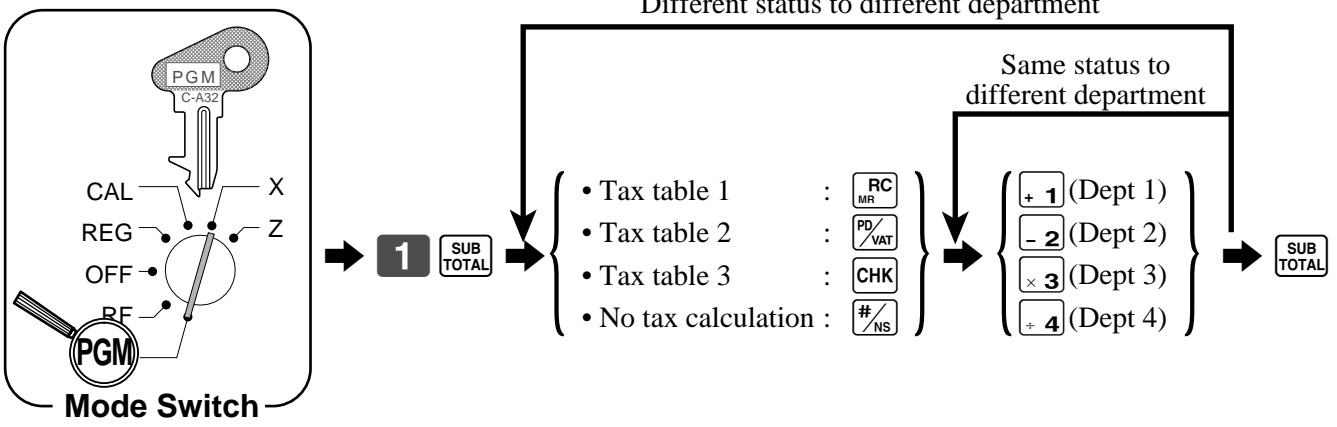 Different status to different department
PGM
C-A32
CAL
X
REG
Z
OFF
RF
PGM
Mode Switch
1
SUB TOTAL
Same status to
different department
• Tax table 1 : RC MR
• Tax table 2 : PD/VAT
• Tax table 3 : CHK
• No tax calculation : #/NS
+ 1 (Dept 1)
- 2 (Dept 2)
× 3 (Dept 3)
÷ 4 (Dept 4)
SUB TOTAL